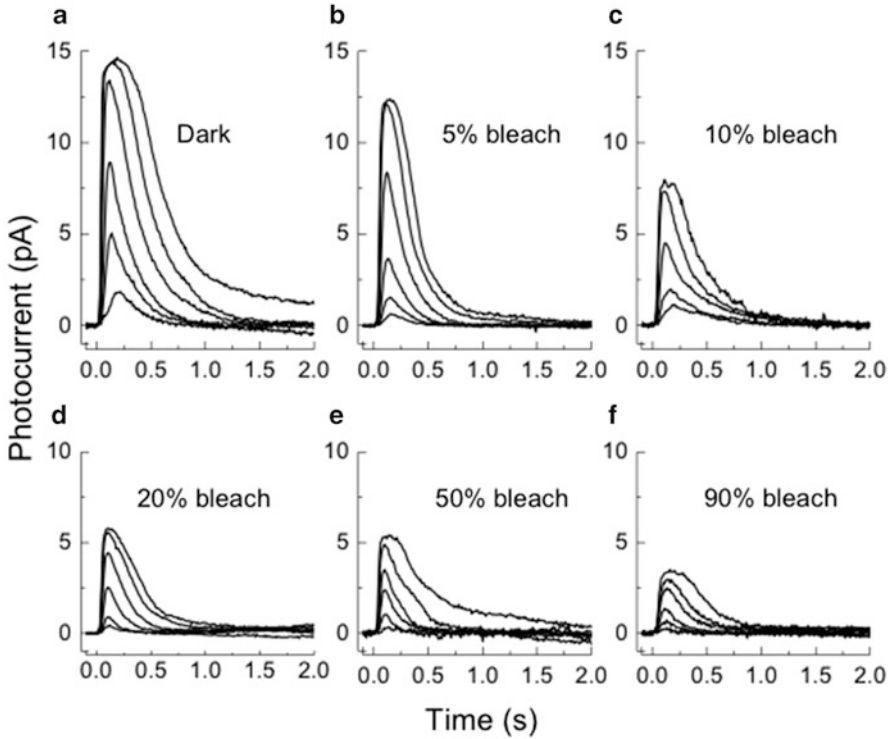 a
b
c
15
10
5
0
Dark
0.0 0.5 1.0 1.5 2.0
15
10
5
0
5% bleach
0.0 0.5 1.0 1.5 2.0
15
10
5
0
10% bleach
0.0 0.5 1.0 1.5 2.0
Photocurrent (pA)
d
e
f
10
5
0
20% bleach
0.0 0.5 1.0 1.5 2.0
10
5
0
50% bleach
0.0 0.5 1.0 1.5 2.0
10
5
0
90% bleach
0.0 0.5 1.0 1.5 2.0
Time (s)